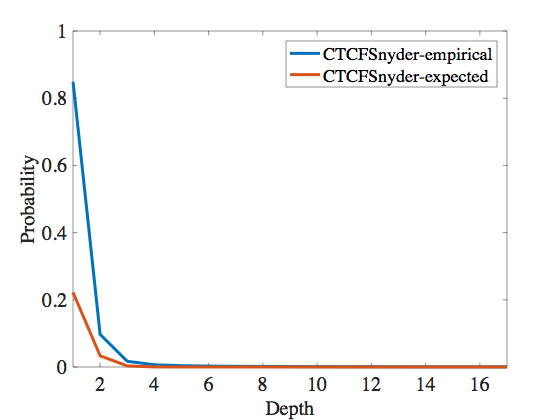 1
CTCFSnyder-empirical
CTCFSnyder-expected
0.8
0.6
Probability
0.4
0.2
0
2 4 6 8 10 12 14 16
Depth